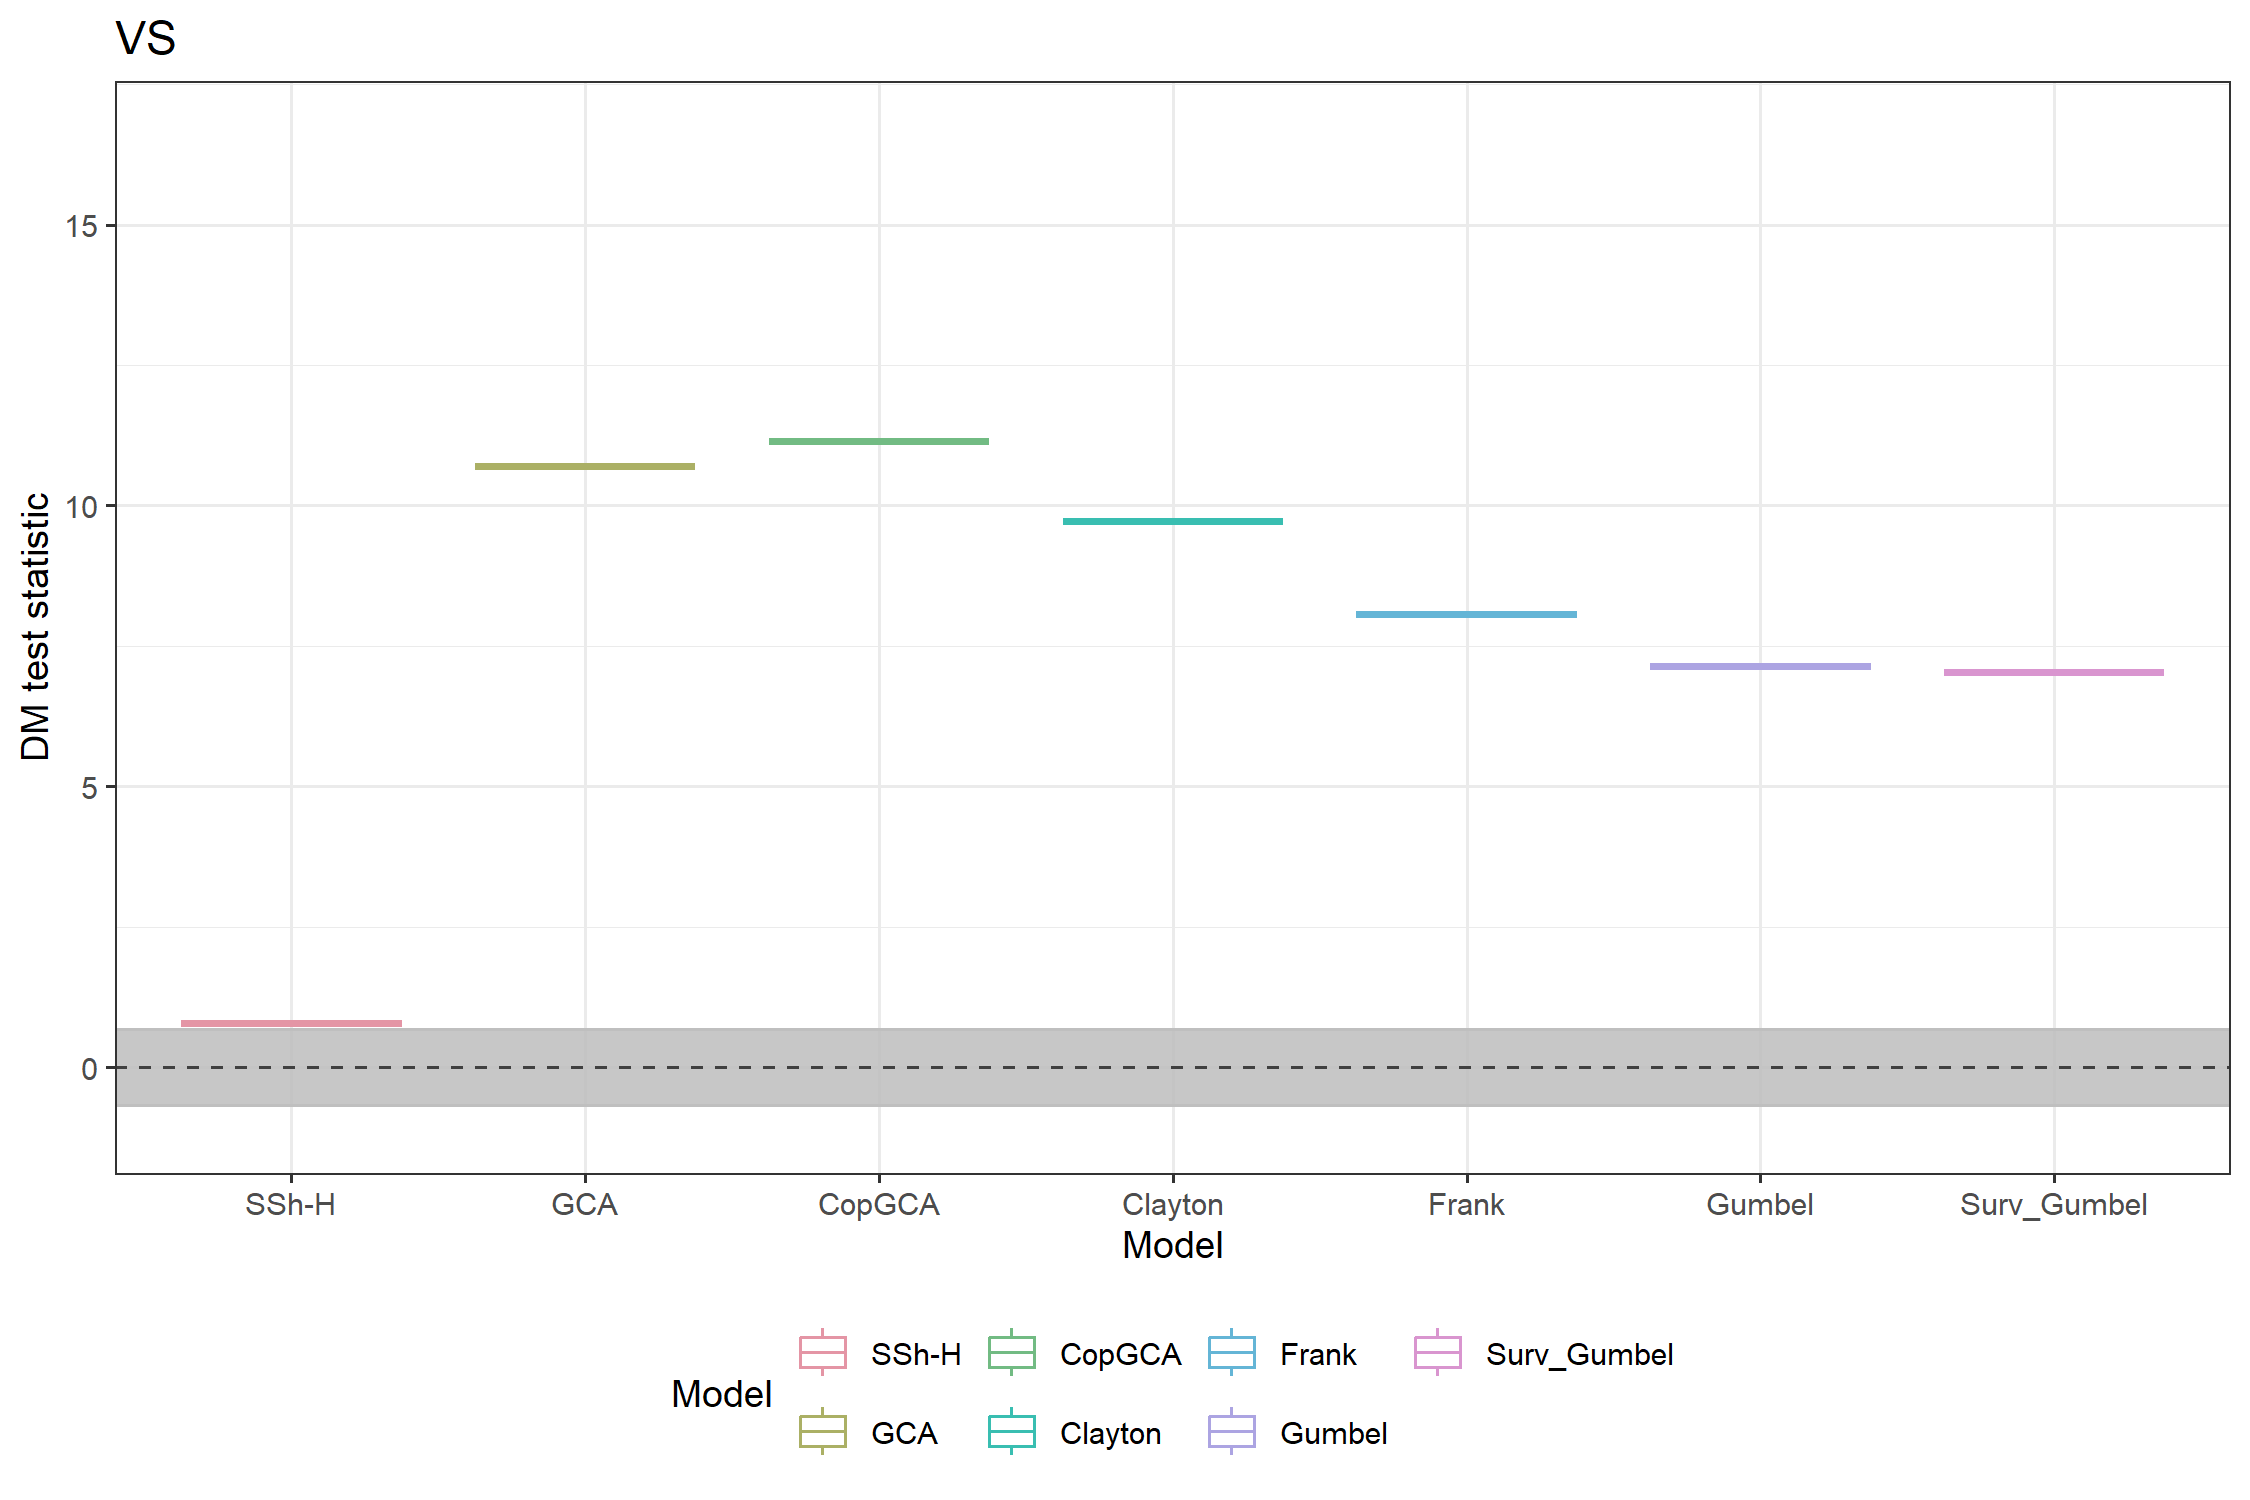 VS
15
10
5
0
DM test statistic
SSh-H GCA CopGCA Clayton Frank Gumbel Surv_Gumbel
Model
Model
SSh-H CopGCA Frank Surv_Gumbel
GCA Clayton Gumbel